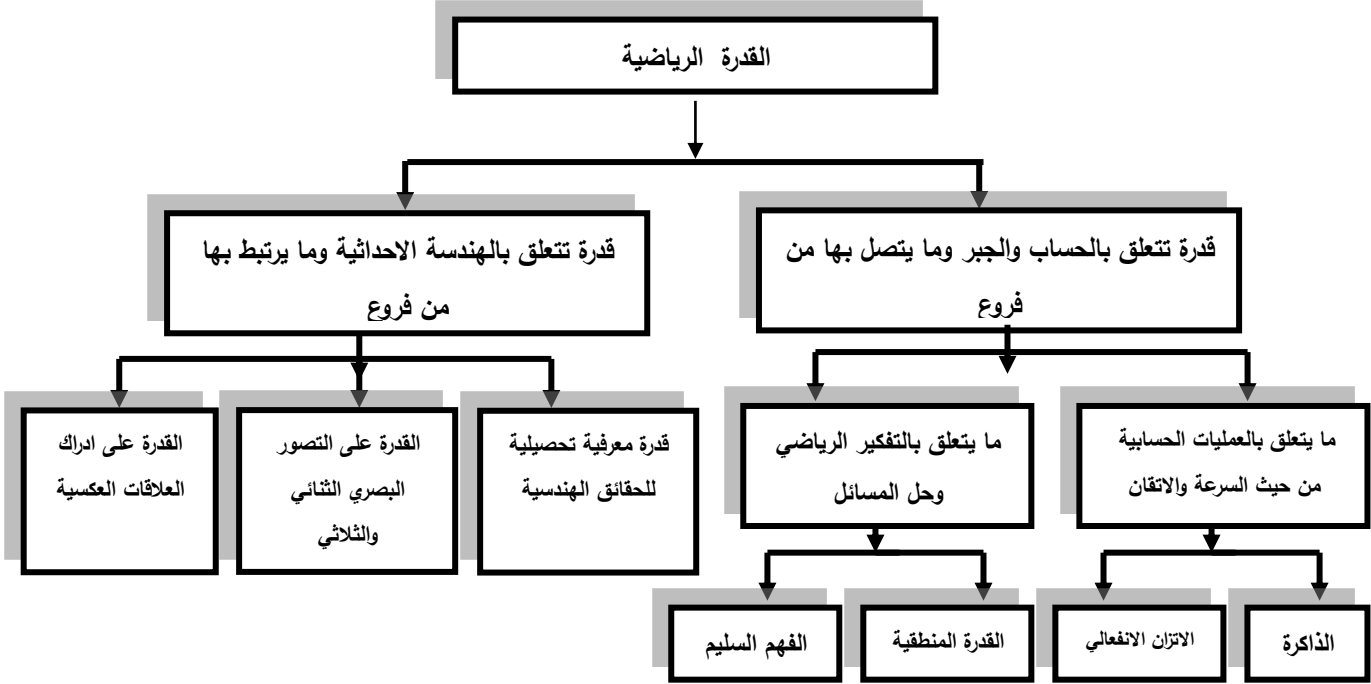 القدرة الرياضية
قدرة تتعلق بالحساب والجبر وما يتصل بها من
فروع
قدرة تتعلق بالهندسة الاحداثية وما يرتبط بها
من فروع
ما يتعلق بالعمليات الحسابية
من حيث السرعة والاتقان
ما يتعلق بالتفكير الرياضي
وحل المسائل
قدرة معرفية تحصيلية
للحقائق الهندسية
القدرة على التصور
البصري الثنائي
والثلاثي
القدرة على ادراك
العلاقات العكسية
الذاكرة
الاتزان الانفعالي
القدرة المنطقية
الفهم السليم